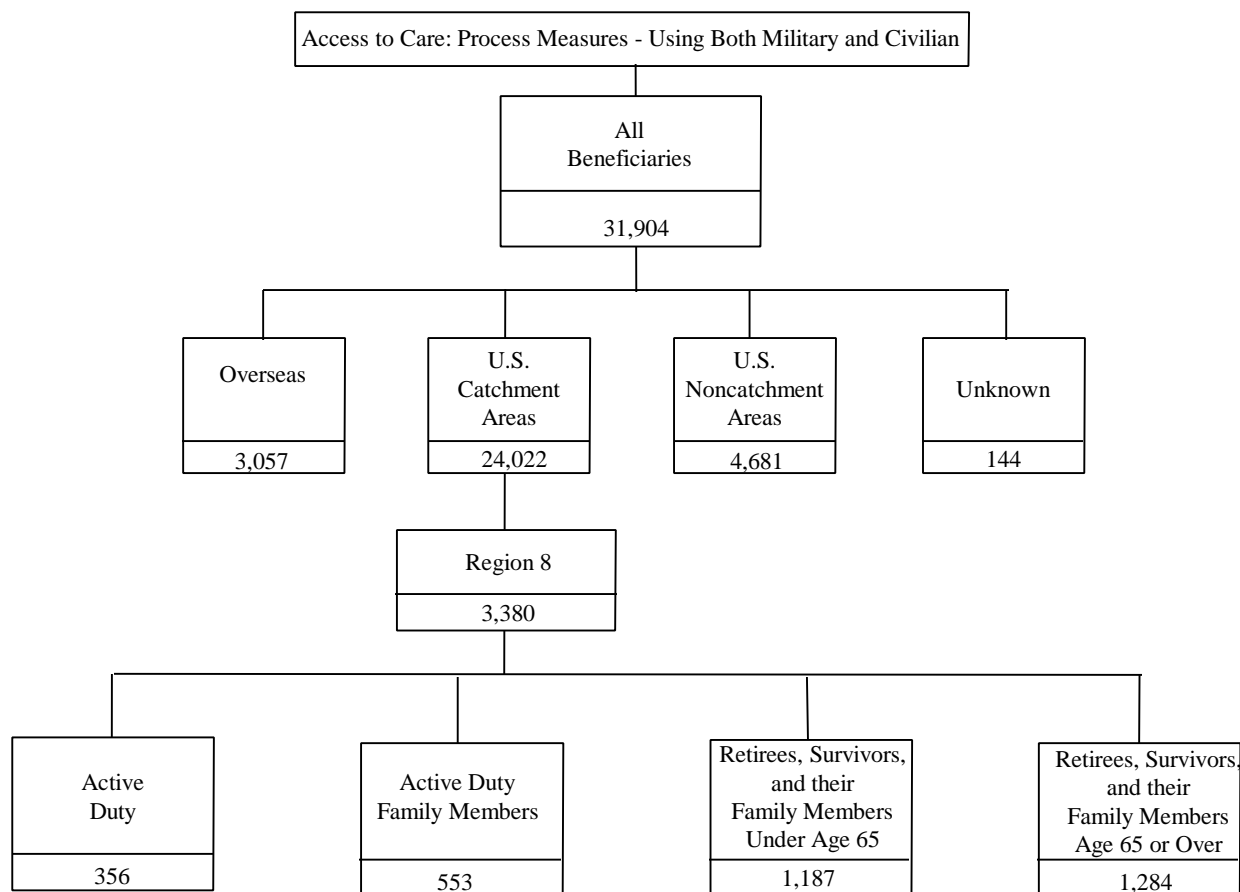 Access to Care: Process Measures - Using Both Military and Civilian
All
Beneficiaries
31,904
Overseas
3,057
U.S.
Catchment
Areas
24,022
U.S.
Noncatchment
Areas
4,681
Unknown
144
Region 8
3,380
Active
Duty
356
Active Duty
Family Members
553
Retirees, Survivors,
and their
Family Members
Under Age 65
1,187
Retirees, Survivors,
and their
Family Members
Age 65 or Over
1,284